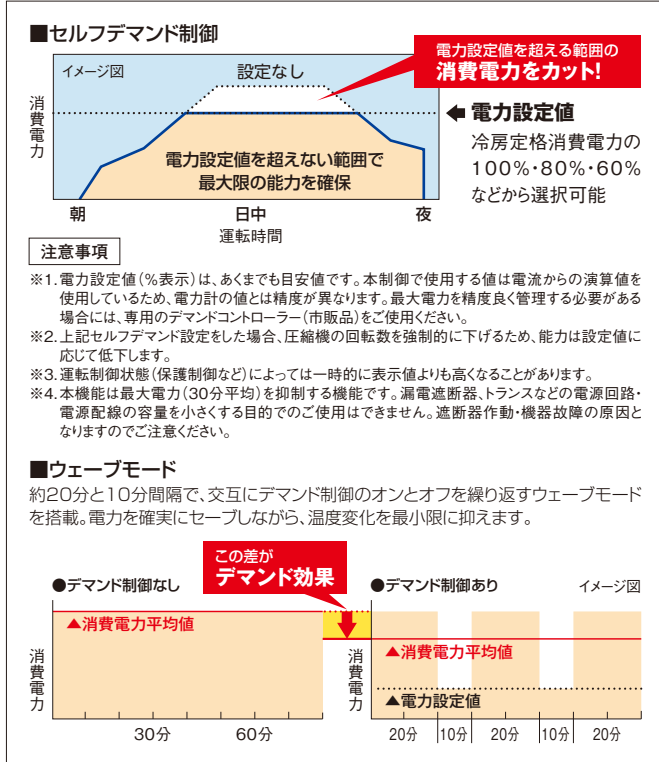 ■セルフデマンド制御
イメージ図
設定なし
電力設定値を超える範囲の
消費電力をカット!
消費電力
電力設定値
電力設定値を超えない範囲で
最大限の能力を確保
冷房定格消費電力の
100%・80%・60%
などから選択可能
朝 日中 夜
運転時間
注意事項
※1.電力設定値(%表示)は、あくまでも目安値です。本制御で使用する値は電流からの演算値を
使用しているため、電力計の値とは精度が異なります。最大電力を精度良く管理する必要がある
場合には、専用のデマンドコントローラー(市販品)をご使用ください。
※2.上記セルフデマンド設定をした場合、圧縮機の回転数を強制的に下げるため、能力は設定値に
応じて低下します。
※3.運転制御状態(保護制御など)によっては一時的に表示値よりも高くなることがあります。
※4.本機能は最大電力(30分平均)を抑制する機能です。漏電遮断器、トランスなどの電源回路・
電源配線の容量を小さくする目的でのご使用はできません。遮断器作動・機器故障の原因と
なりますのでご注意ください。
■ウェーブモード
約20分と10分間隔で、交互にデマンド制御のオンとオフを繰り返すウェーブモード
を搭載。電力を確実にセーブしながら、温度変化を最小限に抑えます。
この差が
デマンド効果
●デマンド制御なし
▲消費電力平均値
消費電力
30分 60分
●デマンド制御あり
イメージ図
▲消費電力平均値
消費電力
▲電力設定値
20分 10分 20分 10分 20分